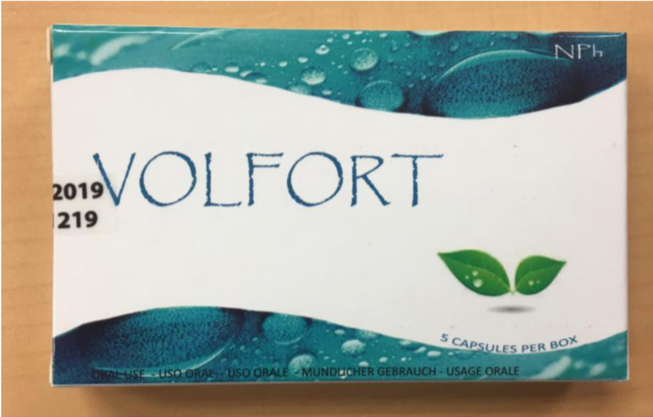 NPh
VOLFORT
2019
1219
5 CAPSULES PER BOX
ORAL USE - USO ORAL - USO ORALE - MUNDLICHER GEBRAUCH - USAGE ORALE